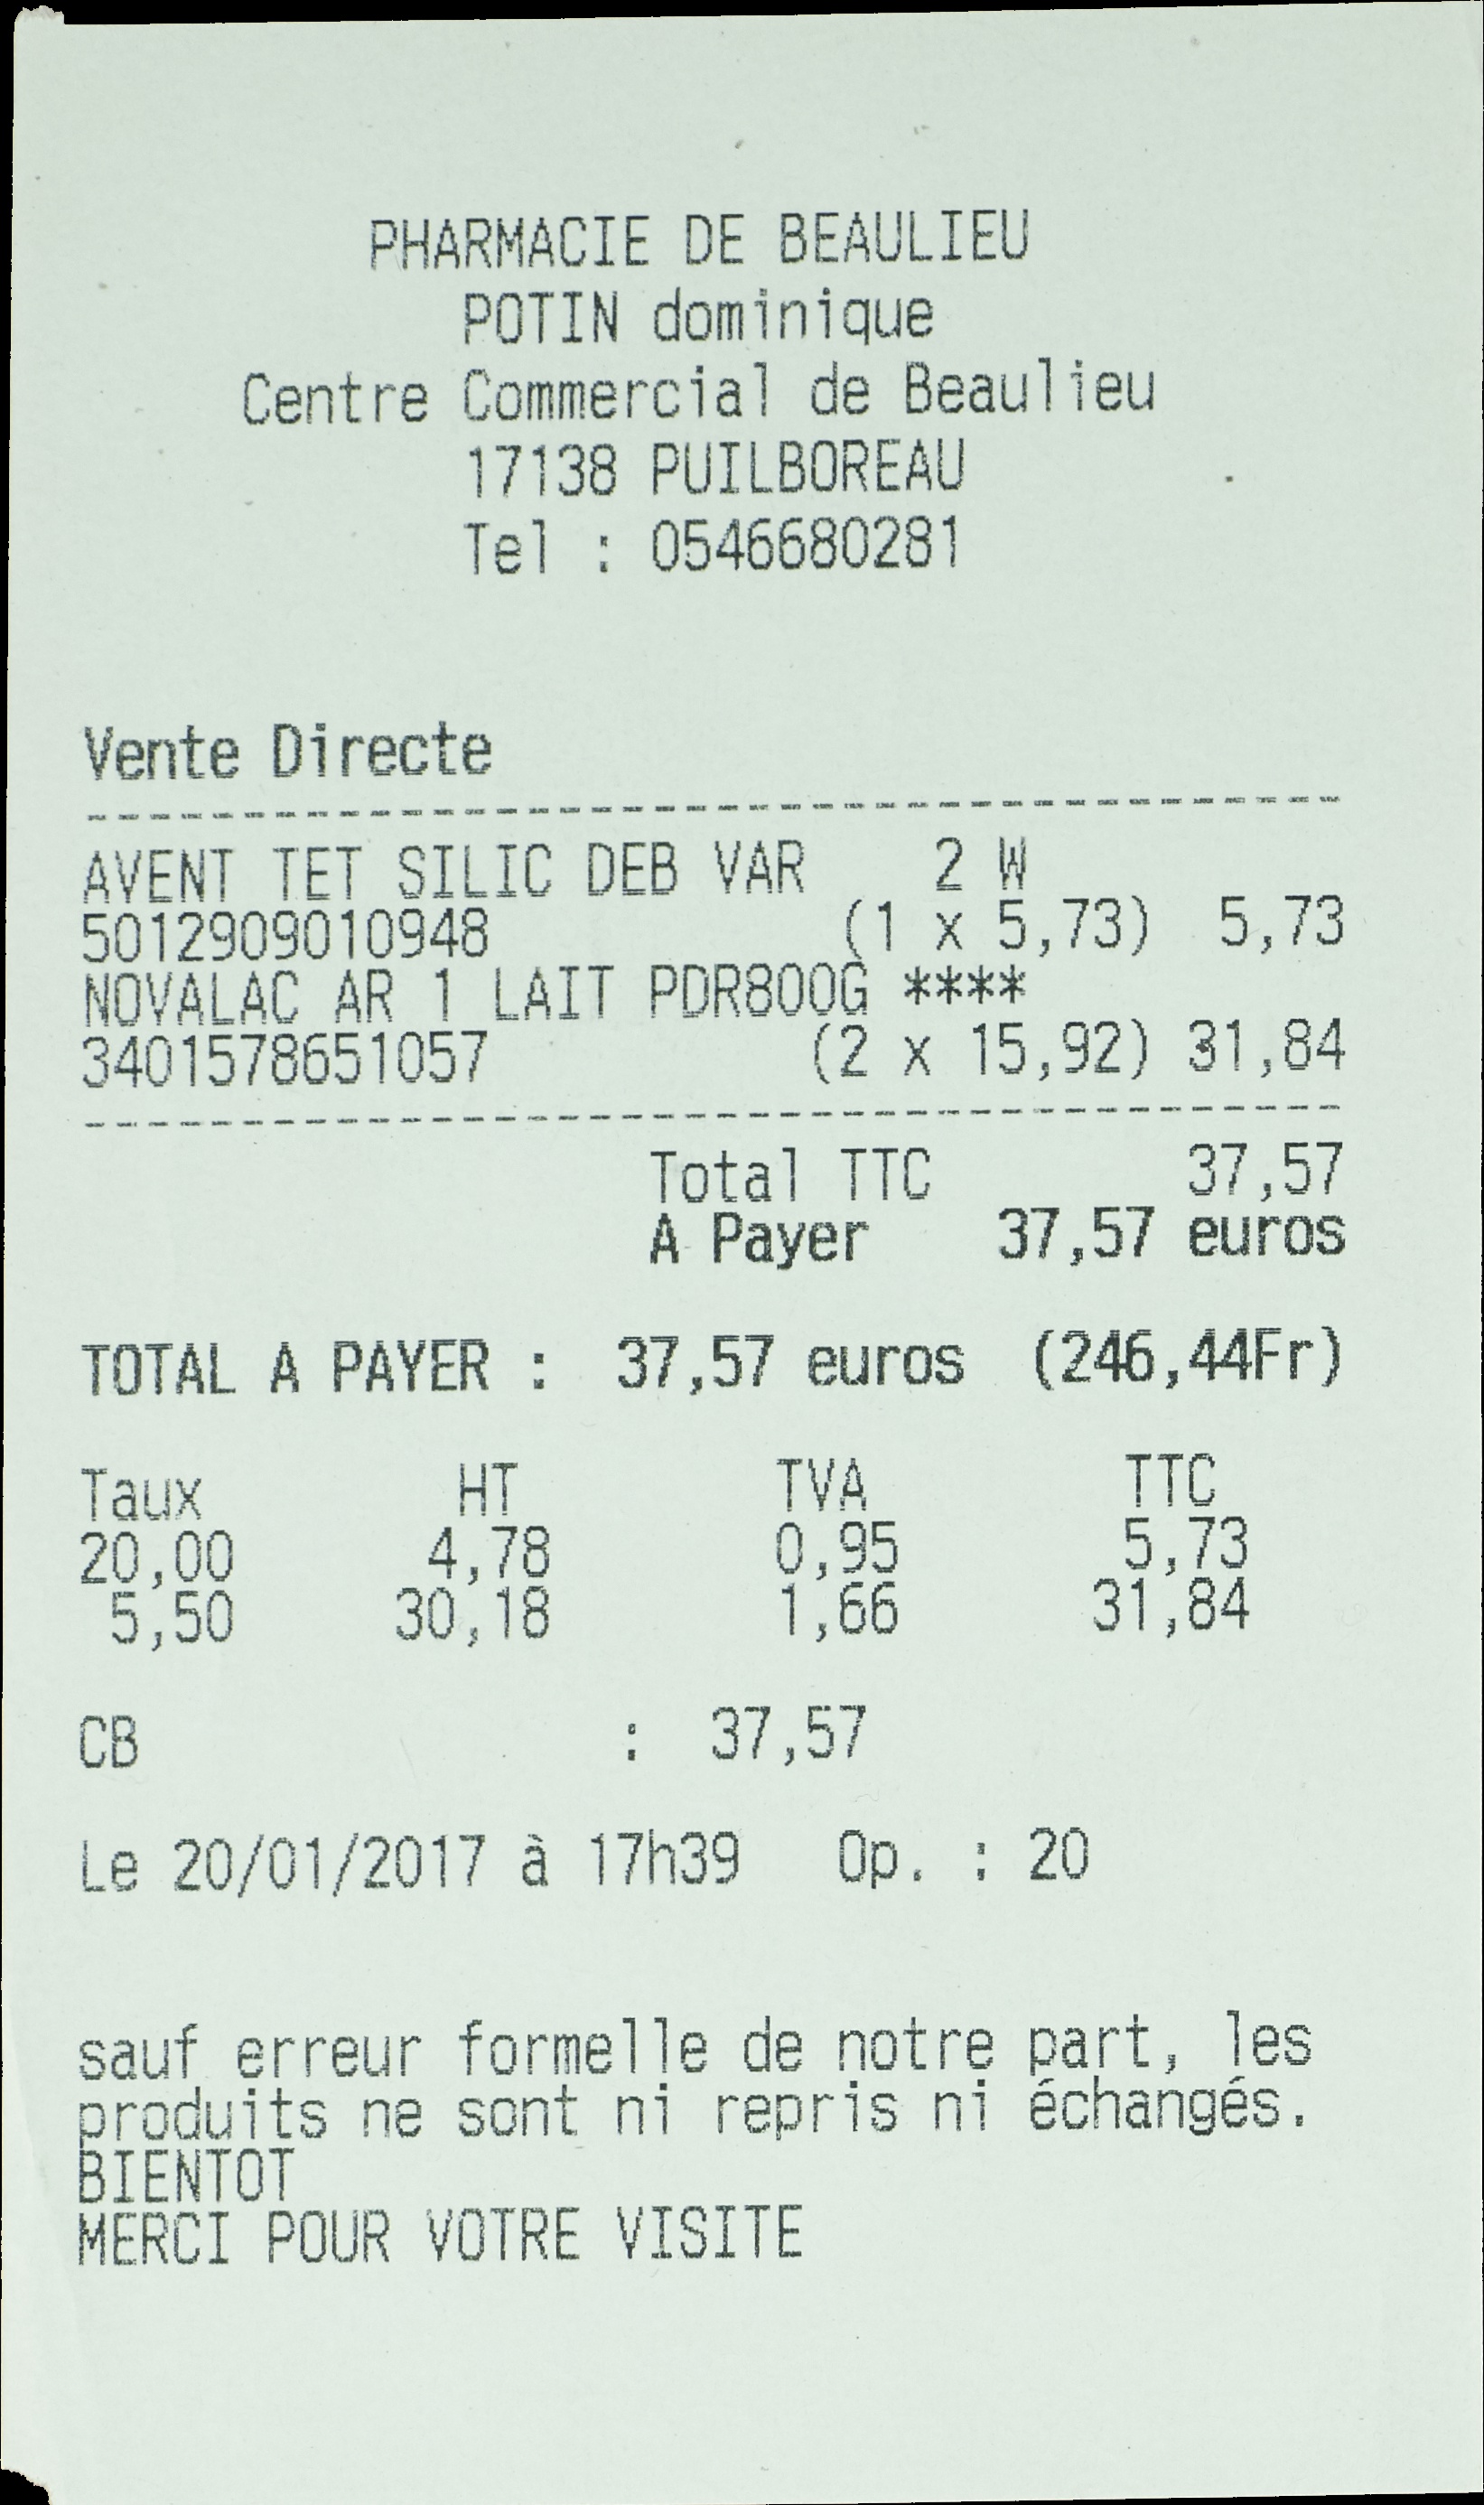 PHARMACIE DE BEAULIEU
POTIN dominique
Centre Commercial de Beaulieu
17138 PUILBOREAU
Tel : 0546680281
Vente Directe
----------------------------------------
AVENT TET SILIC DEB VAR 2 W
5012909010948 (1 x 5,73) 5,73
NOVALAC AR 1 LAIT PDR800G ****
3401578651057 (2 x 15,92) 31,84
----------------------------------------
Total TTC 37,57
A Payer 37,57 euros
TOTAL A PAYER : 37,57 euros (246,44Fr)
Taux HT TVA TTC
20,00 4,78 0,95 5,73
5,50 30,18 1,66 31,84
CB : 37,57
Le 20/01/2017 à 17h39 Op. : 20
sauf erreur formelle de notre part, les
produits ne sont ni repris ni échangés.
BIENTOT
MERCI POUR VOTRE VISITE